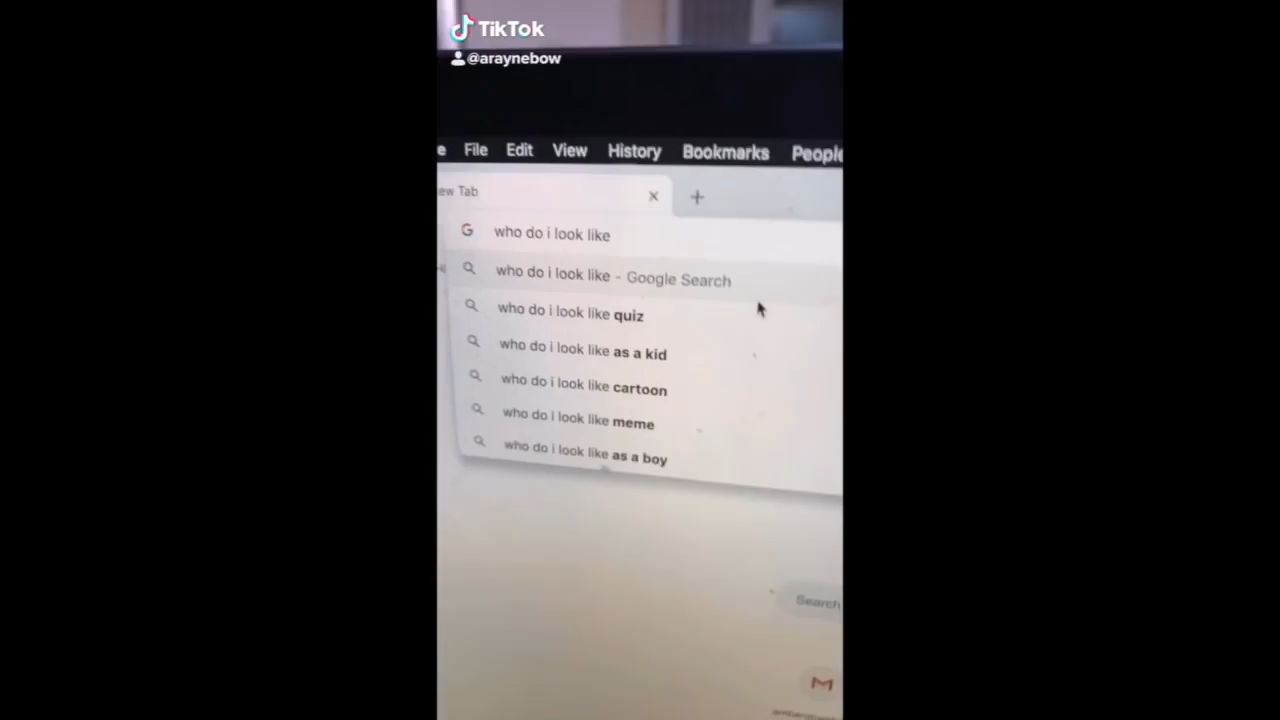 TikTok
@araynebow
e File Edit View History Bookmarks People
ew Tab
who do i look like
who do i look like - Google Search
who do i look like quiz
who do i look like as a kid
who do i look like cartoon
who do i look like meme
who do i look like as a boy
Search